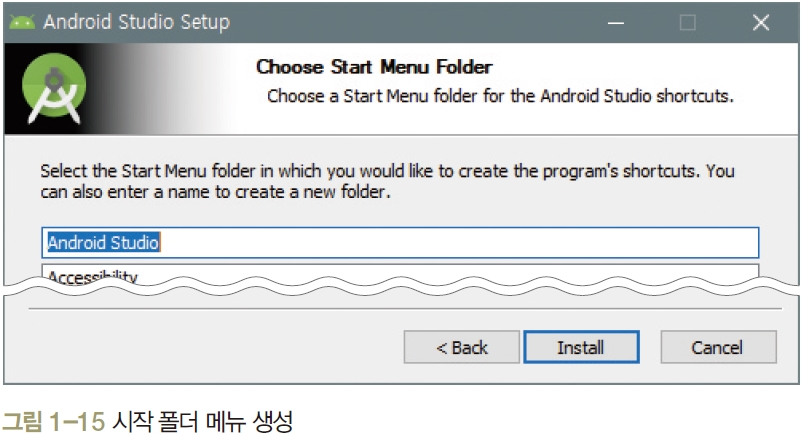 Android Studio Setup
Choose Start Menu Folder
Choose a Start Menu folder for the Android Studio shortcuts.
Select the Start Menu folder in which you would like to create the program's shortcuts. You
can also enter a name to create a new folder.
Android Studio
Accessibility
< Back
Install
Cancel
그림 1-15 시작 폴더 메뉴 생성